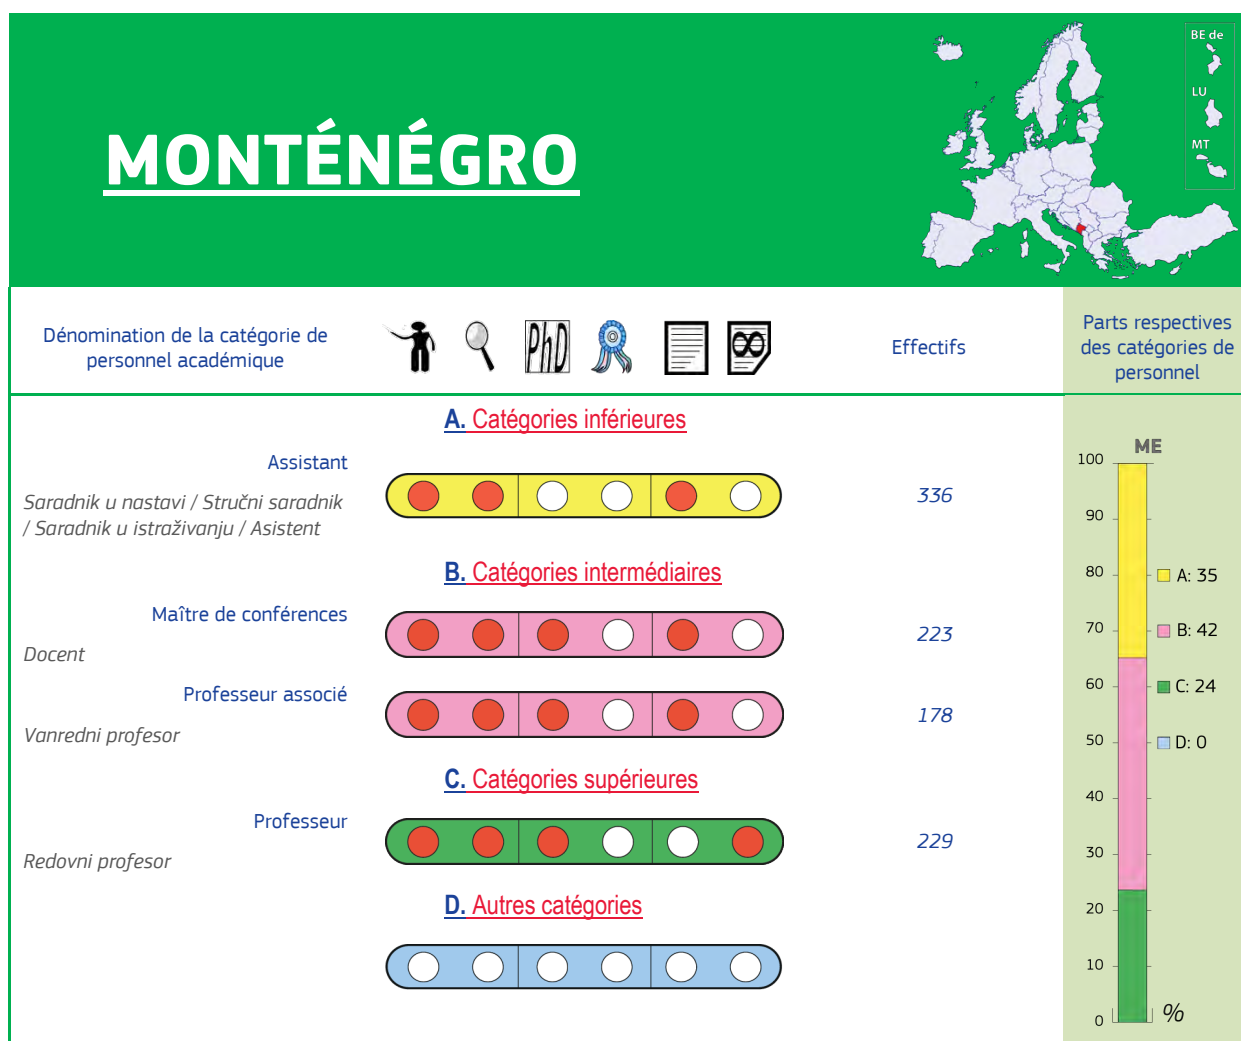 MONTÉNÉGRO
BE de
LU
MT
Dénomination de la catégorie de
personnel académique
PhD
Effectifs
Parts respectives
des catégories de
personnel
A. Catégories inférieures
Assistant
Saradnik u nastavi / Stručni saradnik
/ Saradnik u istraživanju / Asistent
336
B. Catégories intermédiaires
Maître de conférences
Docent
223
Professeur associé
Vanredni profesor
178
C. Catégories supérieures
Professeur
Redovni profesor
229
D. Autres catégories
ME
100
90
80
70
60
50
40
30
20
10
0
%
A: 35
B: 42
C: 24
D: 0